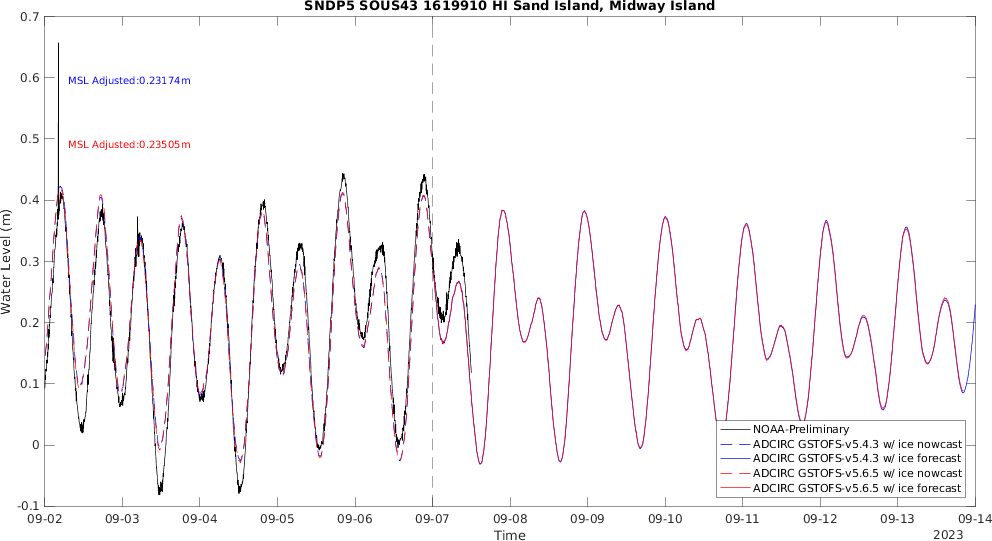 SNDP5 SOUS43 1619910 HI Sand Island, Midway Island
0.7
0.6
0.5
0.4
0.3
0.2
0.1
0
-0.1
Water Level (m)
MSL Adjusted:0.23174m
MSL Adjusted:0.23505m
NOAA-Preliminary
ADCIRC GSTOFS-v5.4.3 w/ ice nowcast
ADCIRC GSTOFS-v5.4.3 w/ ice forecast
ADCIRC GSTOFS-v5.6.5 w/ ice nowcast
ADCIRC GSTOFS-v5.6.5 w/ ice forecast
09-02 09-03 09-04 09-05 09-06 09-07 09-08 09-09 09-10 09-11 09-12 09-13 09-14
Time
2023